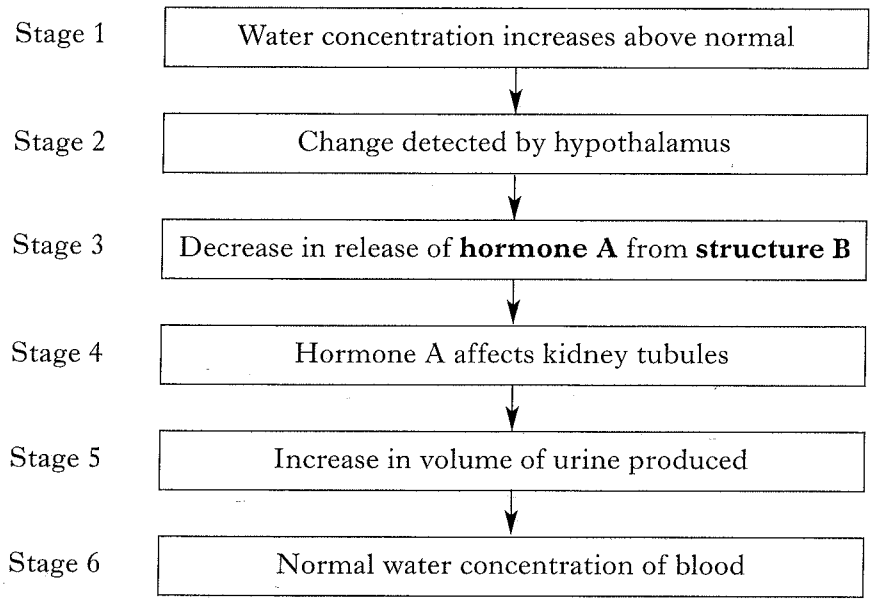 Stage 1 Water concentration increases above normal
Stage 2 Change detected by hypothalamus
Stage 3 Decrease in release of hormone A from structure B
Stage 4 Hormone A affects kidney tubules
Stage 5 Increase in volume of urine produced
Stage 6 Normal water concentration of blood